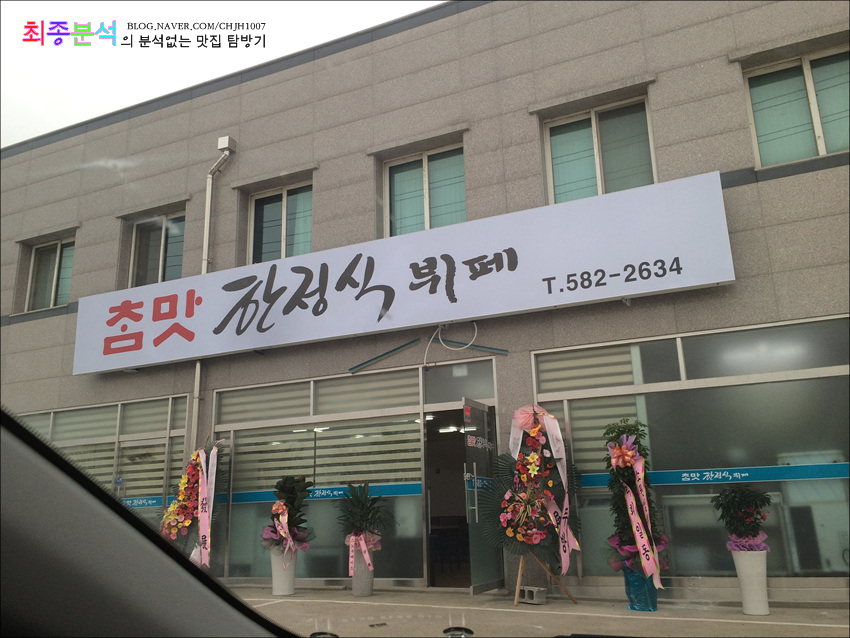 최종분석 BLOG.NAVER.COM/CHJH1007
의 분석없는 맛집 탐방기
참맛 한정식 뷔페 T.582-2634
참맛 한정식 뷔페